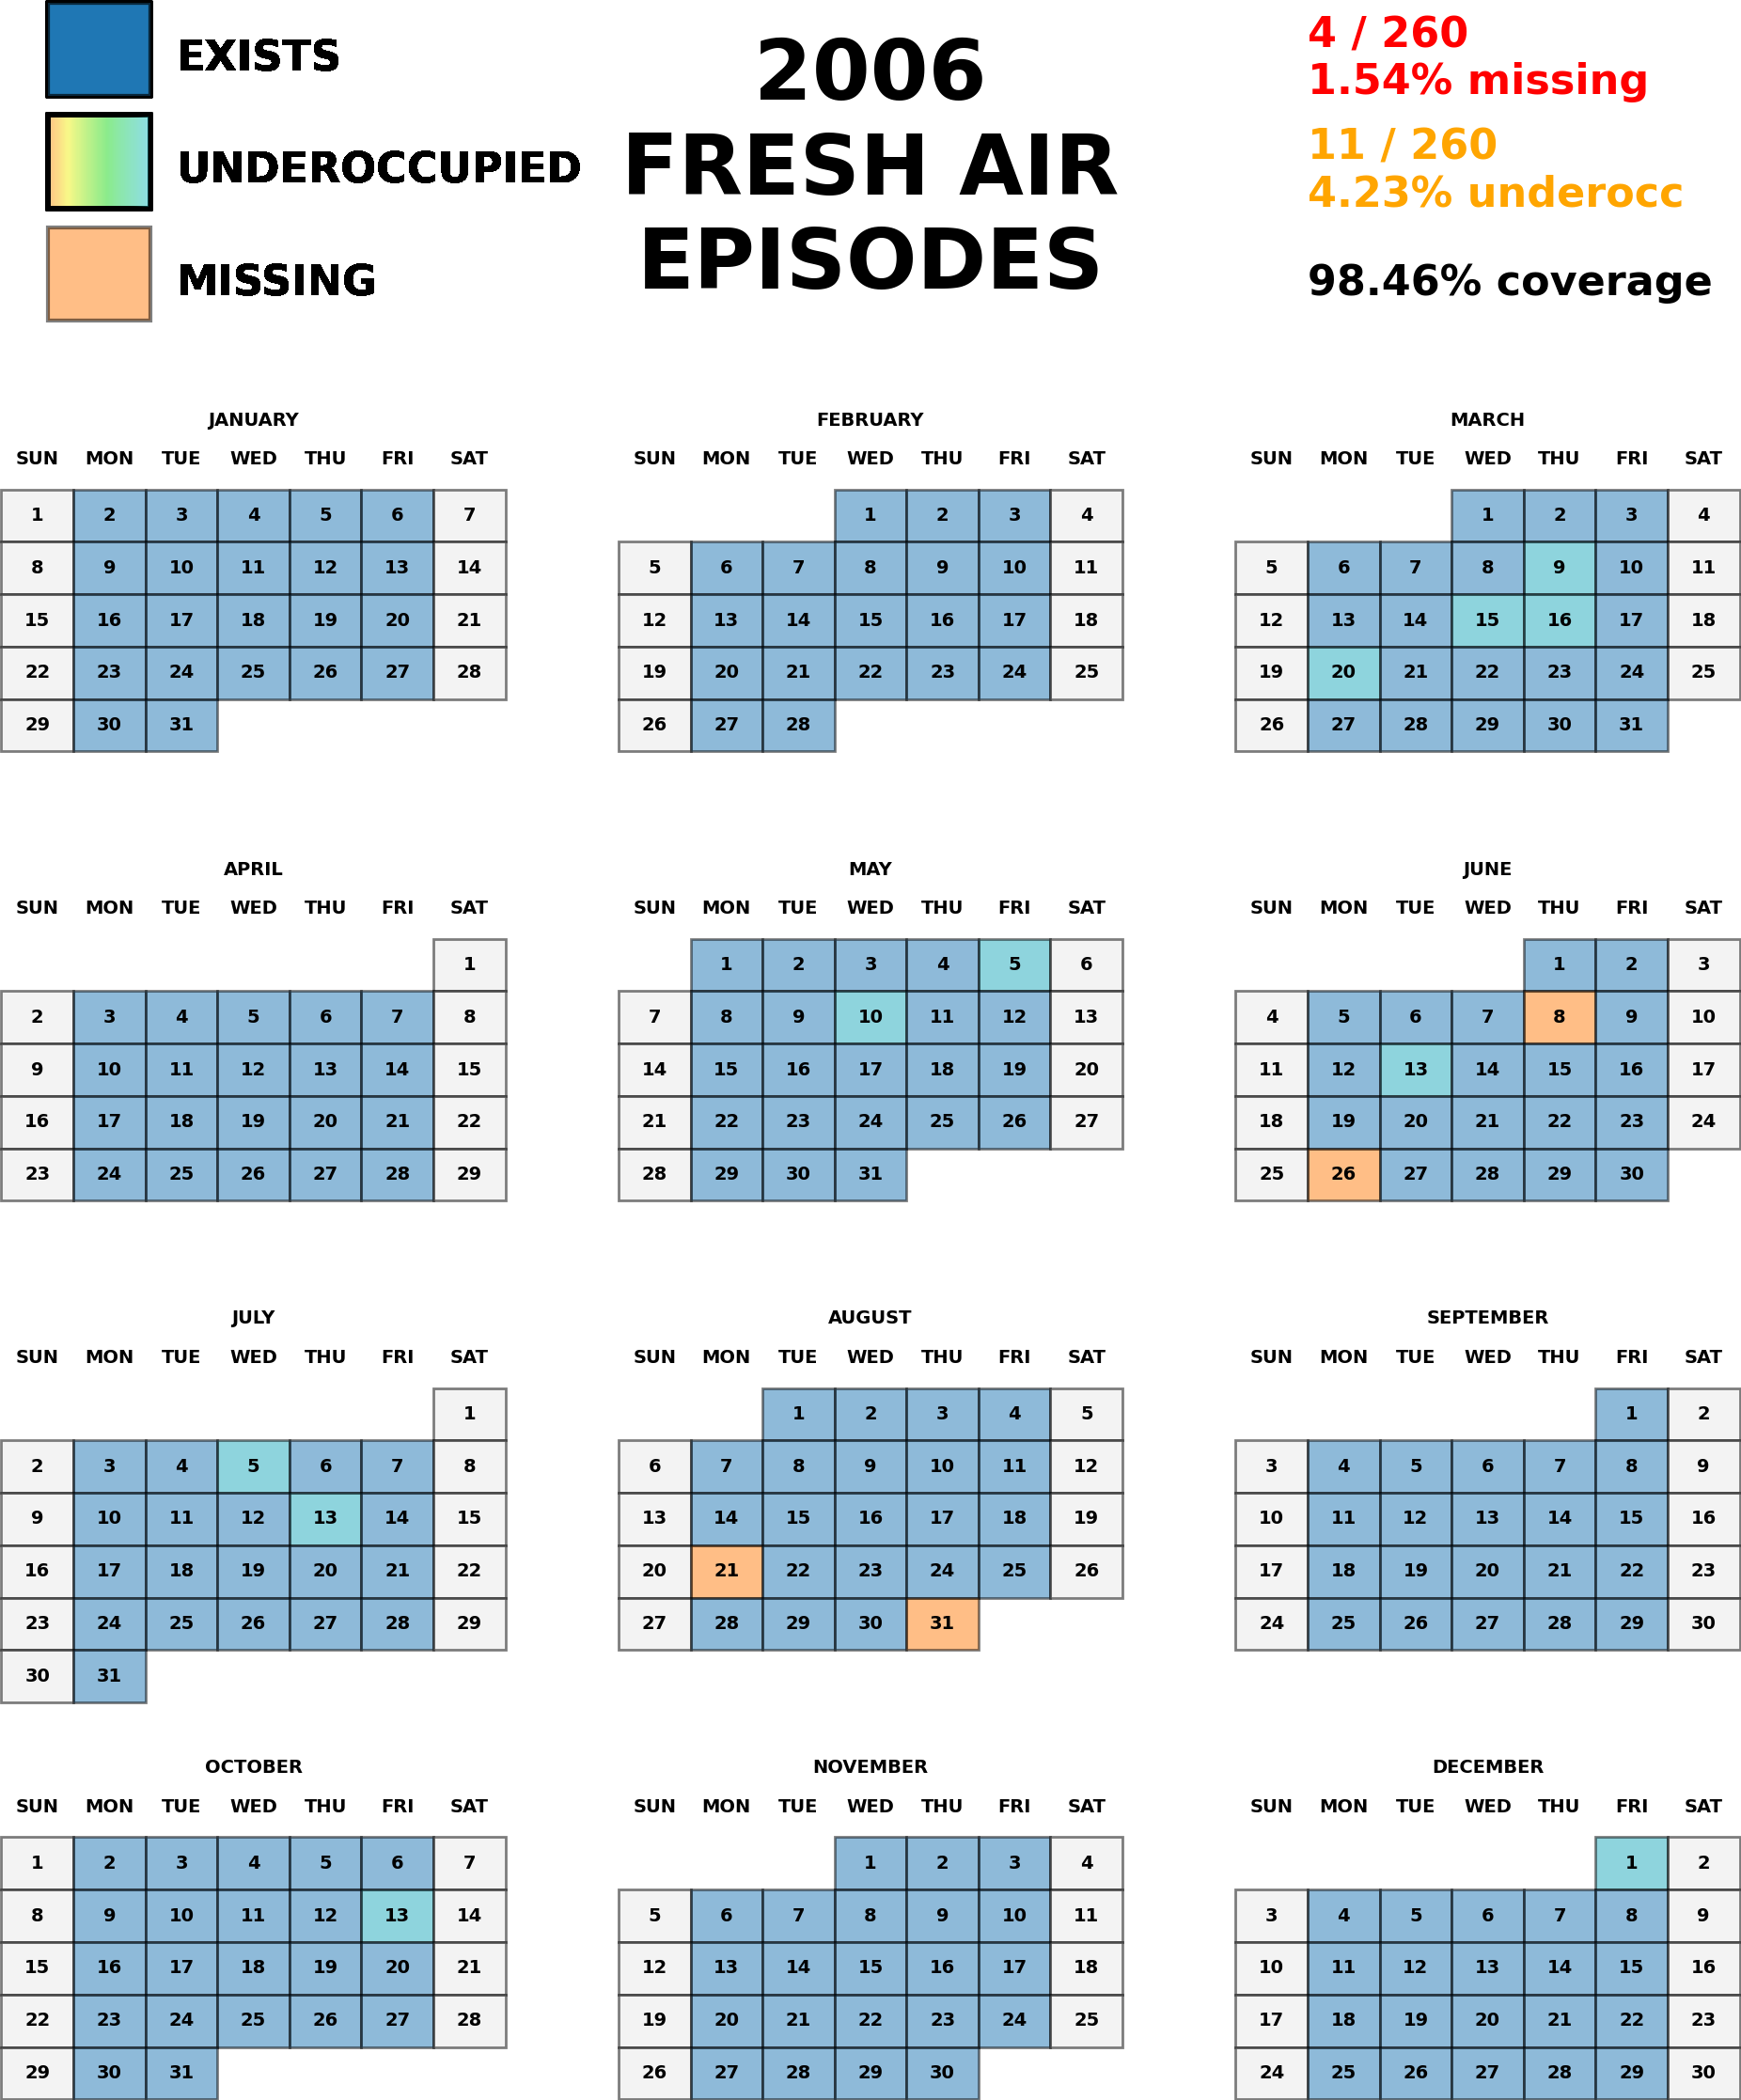 EXISTS
UNDEROCCUPIED
MISSING
2006
FRESH AIR
EPISODES
4 / 260
1.54% missing
11 / 260
4.23% underocc
98.46% coverage
JANUARY
SUN MON TUE WED THU FRI SAT
1 2 3 4 5 6 7
8 9 10 11 12 13 14
15 16 17 18 19 20 21
22 23 24 25 26 27 28
29 30 31
FEBRUARY
SUN MON TUE WED THU FRI SAT
1 2 3 4
5 6 7 8 9 10 11
12 13 14 15 16 17 18
19 20 21 22 23 24 25
26 27 28
MARCH
SUN MON TUE WED THU FRI SAT
1 2 3 4
5 6 7 8 9 10 11
12 13 14 15 16 17 18
19 20 21 22 23 24 25
26 27 28 29 30 31
APRIL
SUN MON TUE WED THU FRI SAT
1
2 3 4 5 6 7 8
9 10 11 12 13 14 15
16 17 18 19 20 21 22
23 24 25 26 27 28 29
MAY
SUN MON TUE WED THU FRI SAT
1 2 3 4 5 6
7 8 9 10 11 12 13
14 15 16 17 18 19 20
21 22 23 24 25 26 27
28 29 30 31
JUNE
SUN MON TUE WED THU FRI SAT
1 2 3
4 5 6 7 8 9 10
11 12 13 14 15 16 17
18 19 20 21 22 23 24
25 26 27 28 29 30
JULY
SUN MON TUE WED THU FRI SAT
1
2 3 4 5 6 7 8
9 10 11 12 13 14 15
16 17 18 19 20 21 22
23 24 25 26 27 28 29
30 31
AUGUST
SUN MON TUE WED THU FRI SAT
1 2 3 4 5
6 7 8 9 10 11 12
13 14 15 16 17 18 19
20 21 22 23 24 25 26
27 28 29 30 31
SEPTEMBER
SUN MON TUE WED THU FRI SAT
1 2
3 4 5 6 7 8 9
10 11 12 13 14 15 16
17 18 19 20 21 22 23
24 25 26 27 28 29 30
OCTOBER
SUN MON TUE WED THU FRI SAT
1 2 3 4 5 6 7
8 9 10 11 12 13 14
15 16 17 18 19 20 21
22 23 24 25 26 27 28
29 30 31
NOVEMBER
SUN MON TUE WED THU FRI SAT
1 2 3 4
5 6 7 8 9 10 11
12 13 14 15 16 17 18
19 20 21 22 23 24 25
26 27 28 29 30
DECEMBER
SUN MON TUE WED THU FRI SAT
1 2
3 4 5 6 7 8 9
10 11 12 13 14 15 16
17 18 19 20 21 22 23
24 25 26 27 28 29 30